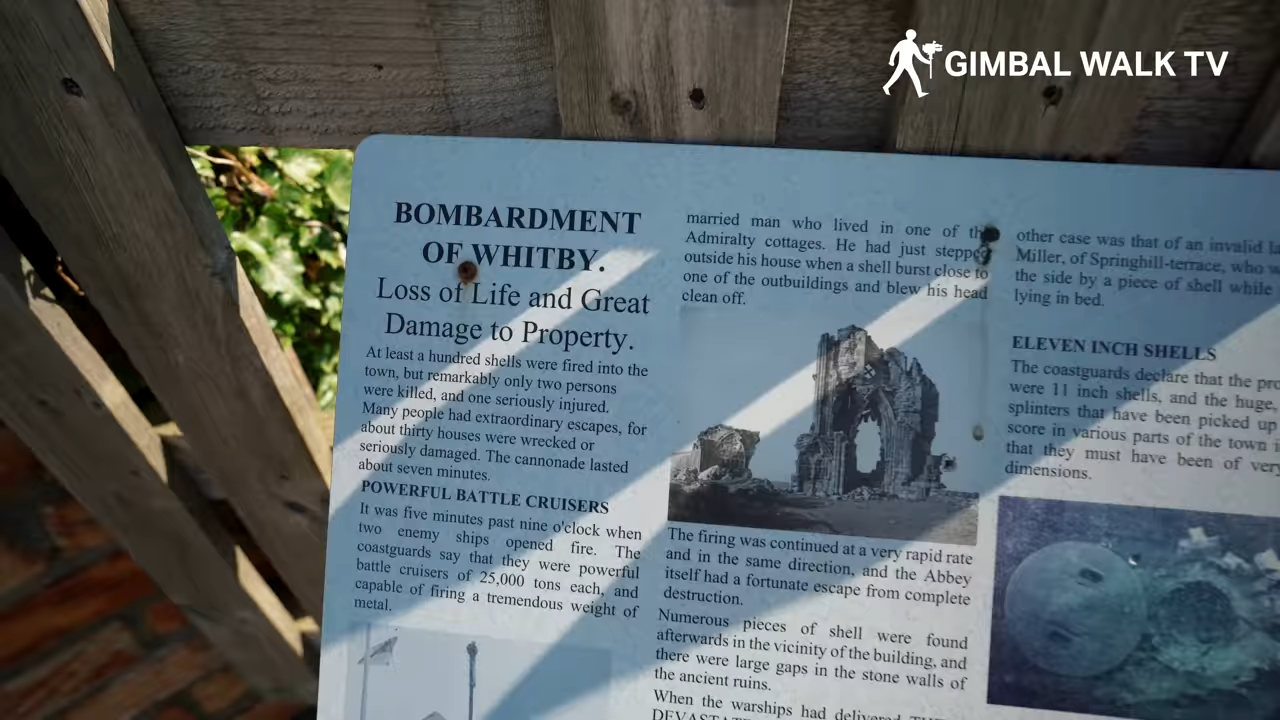 GIMBAL WALK TV
BOMBARDMENT
OF WHITBY.
Loss of Life and Great
Damage to Property.
At least a hundred shells were fired into the
town, but remarkably only two persons
were killed, and one seriously injured.
Many people had extraordinary escapes, for
about thirty houses were wrecked or
seriously damaged. The cannonade lasted
about seven minutes.
POWERFUL BATTLE CRUISERS
It was five minutes past nine o'clock when
two enemy ships opened fire. The
coastguards say that they were powerful
battle cruisers of 25,000 tons each, and
capable of firing a tremendous weight of
metal.
married man who lived in one of the
Admiralty cottages. He had just stepped
outside his house when a shell burst close to
one of the outbuildings and blew his head
clean off.
The firing was continued at a very rapid rate
and in the same direction, and the Abbey
itself had a fortunate escape from complete
destruction.
Numerous pieces of shell were found
afterwards in the vicinity of the building, and
there were large gaps in the stone walls of
the ancient ruins.
When the warships had delivered
other case was that of an invalid
Miller, of Springhill-terrace, who
the side by a piece of shell while
lying in bed.
ELEVEN INCH SHELLS
The coastguards declare that the
were 11 inch shells, and the huge,
splinters that have been picked up
score in various parts of the town
that they must have been of very
dimensions.